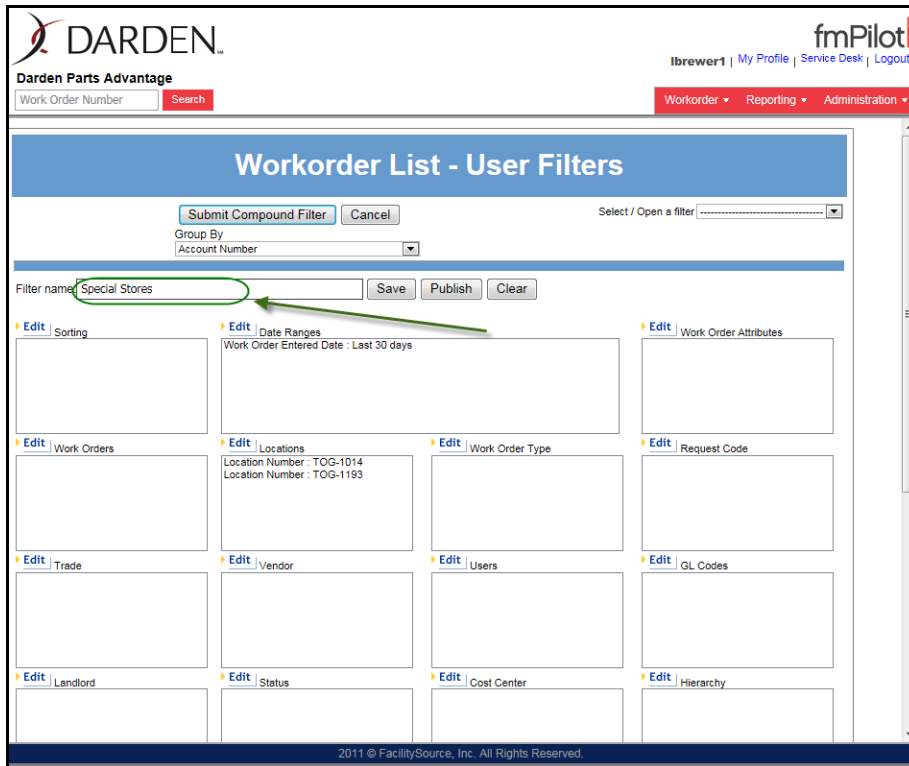 DARDEN
SM
fmPilot
lbrewer1 | My Profile | Service Desk | Logout
Darden Parts Advantage
Work Order Number Search
Workorder Reporting Administration
Workorder List - User Filters
Submit Compound Filter Cancel
Select / Open a filter -----------------------------------
Group By
Account Number
Filter name: Special Stores Save Publish Clear
Edit | Sorting
Edit | Date Ranges
Edit | Work Order Attributes
Work Order Entered Date : Last 30 days
Edit | Work Orders
Edit | Locations
Edit | Work Order Type
Edit | Request Code
Location Number : TOG-1014
Location Number : TOG-1193
Edit | Trade
Edit | Vendor
Edit | Users
Edit | GL Codes
Edit | Landlord
Edit | Status
Edit | Cost Center
Edit | Hierarchy
2011 © FacilitySource, Inc. All Rights Reserved.